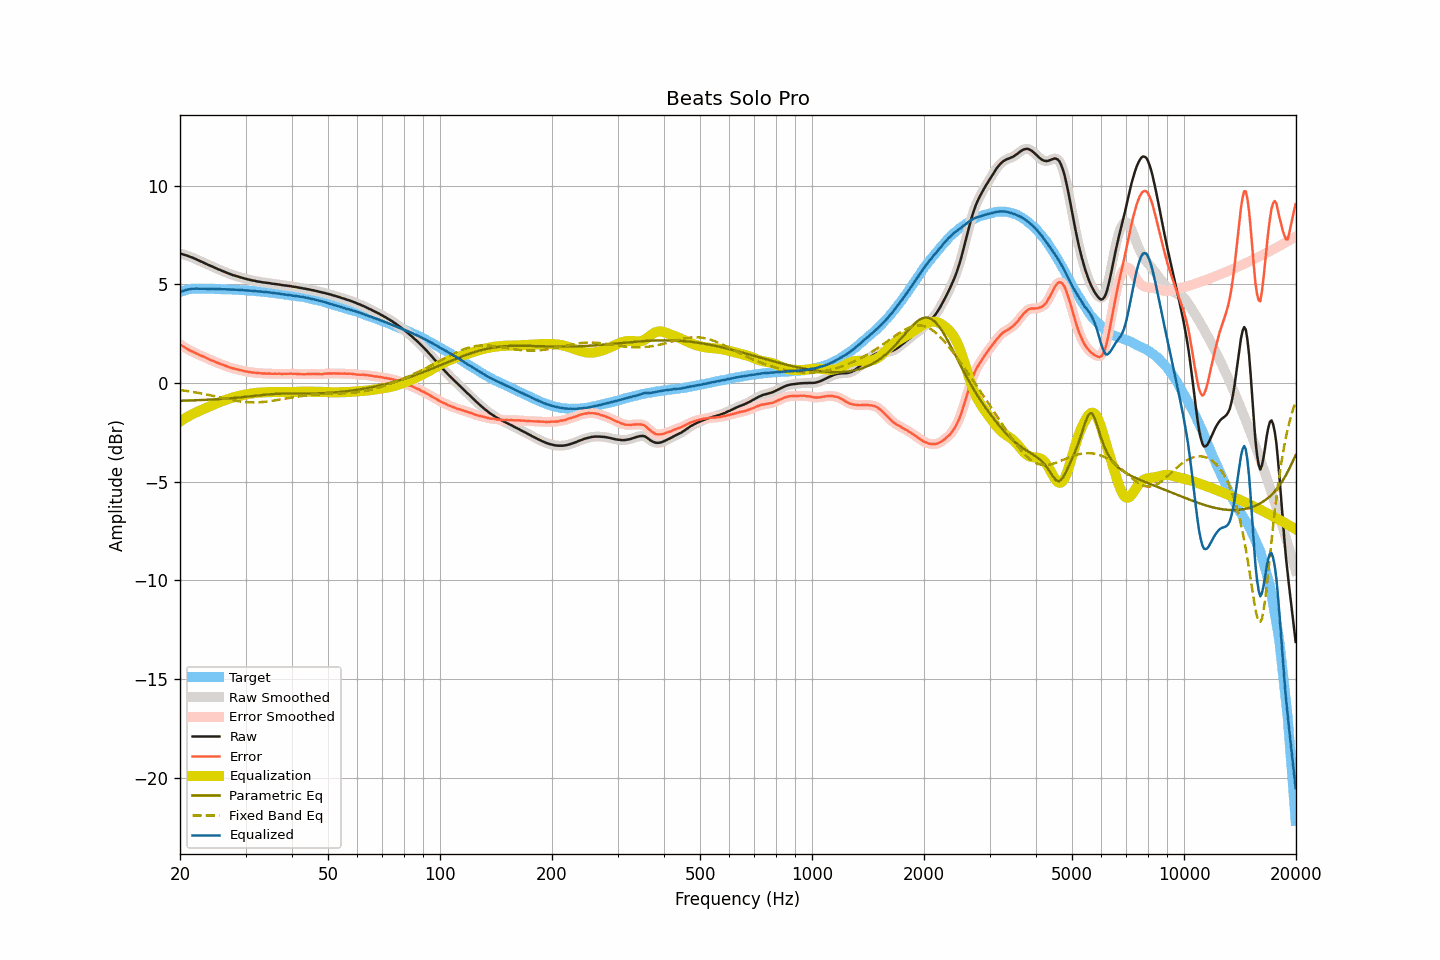 Beats Solo Pro
Amplitude (dBr)
10
5
0
−5
−10
−15
−20
Target
Raw Smoothed
Error Smoothed
Raw
Error
Equalization
Parametric Eq
Fixed Band Eq
Equalized
20 50 100 200 500 1000 2000 5000 10000 20000
Frequency (Hz)